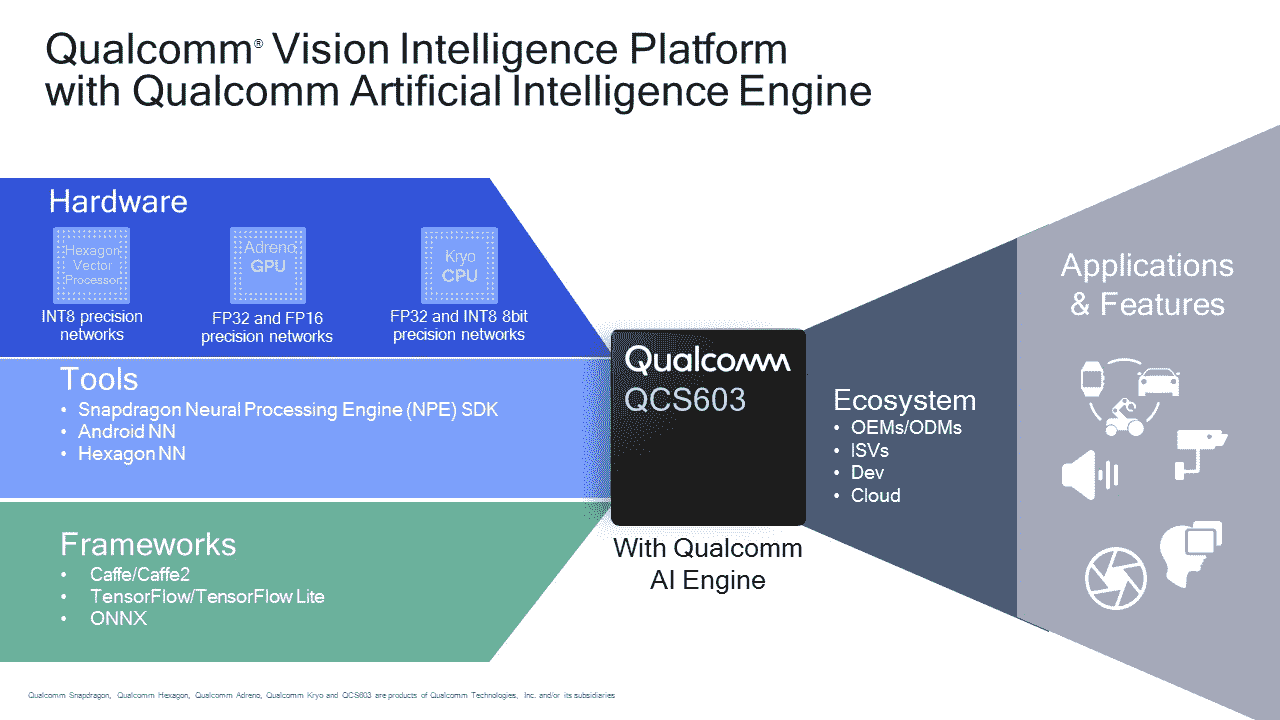 Qualcomm® Vision Intelligence Platform
with Qualcomm Artificial Intelligence Engine
Hardware
Hexagon
Vector
Processor
INT8 precision
networks
Adreno
GPU
FP32 and FP16
precision networks
Kryo
CPU
FP32 and INT8 8bit
precision networks
Tools
• Snapdragon Neural Processing Engine (NPE) SDK
• Android NN
• Hexagon NN
Frameworks
• Caffe/Caffe2
• TensorFlow/TensorFlow Lite
• ONNX
Qualcomm
QCS603
With Qualcomm
AI Engine
Ecosystem
• OEMs/ODMs
• ISVs
• Dev
• Cloud
Applications
& Features
Qualcomm Snapdragon, Qualcomm Hexagon, Qualcomm Adreno, Qualcomm Kryo and QCS603 are products of Qualcomm Technologies, Inc. and/or its subsidiaries